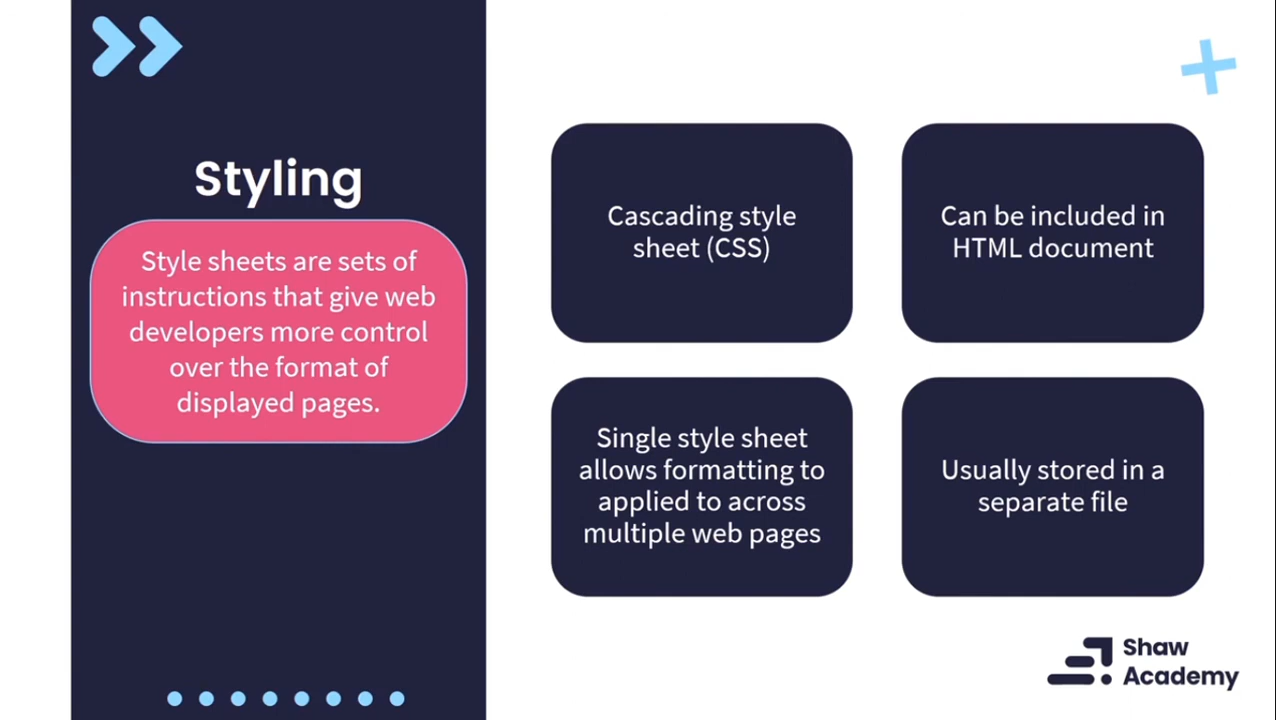 Styling
Style sheets are sets of
instructions that give web
developers more control
over the format of
displayed pages.
Cascading style
sheet (CSS)
Can be included in
HTML document
Single style sheet
allows formatting to
applied to across
multiple web pages
Usually stored in a
separate file
Shaw
Academy